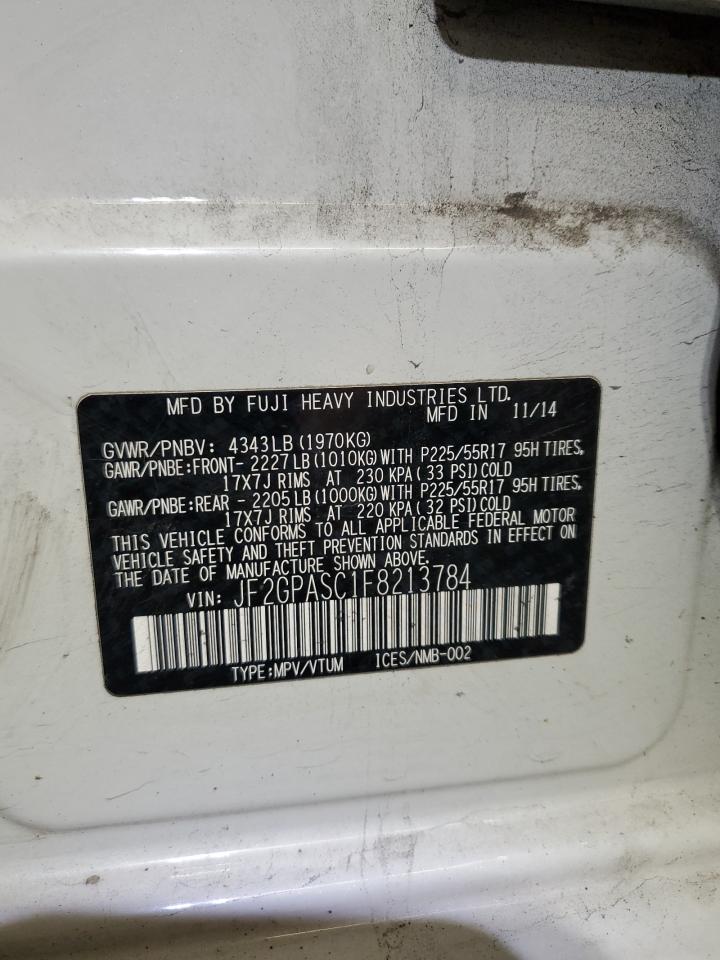 MFD BY FUJI HEAVY INDUSTRIES LTD.
MFD IN 11/14
GVWR/PNBV: 4343LB (1970KG)
GAWR/PNBE:FRONT- 2227 LB (1010KG) WITH P225/55R17 95H TIRES,
17X7J RIMS AT 230 KPA (33 PSI) COLD
GAWR/PNBE:REAR - 2205 LB (1000KG) WITH P225/55R17 95H TIRES,
17X7J RIMS AT 220 KPA (32 PSI) COLD
THIS VEHICLE CONFORMS TO ALL APPLICABLE FEDERAL MOTOR
VEHICLE SAFETY AND THEFT PREVENTION STANDARDS IN EFFECT ON
THE DATE OF MANUFACTURE SHOWN ABOVE.
VIN: JF2GPASC1F8213784
TYPE:MPV/VTUM ICES/NMB-002